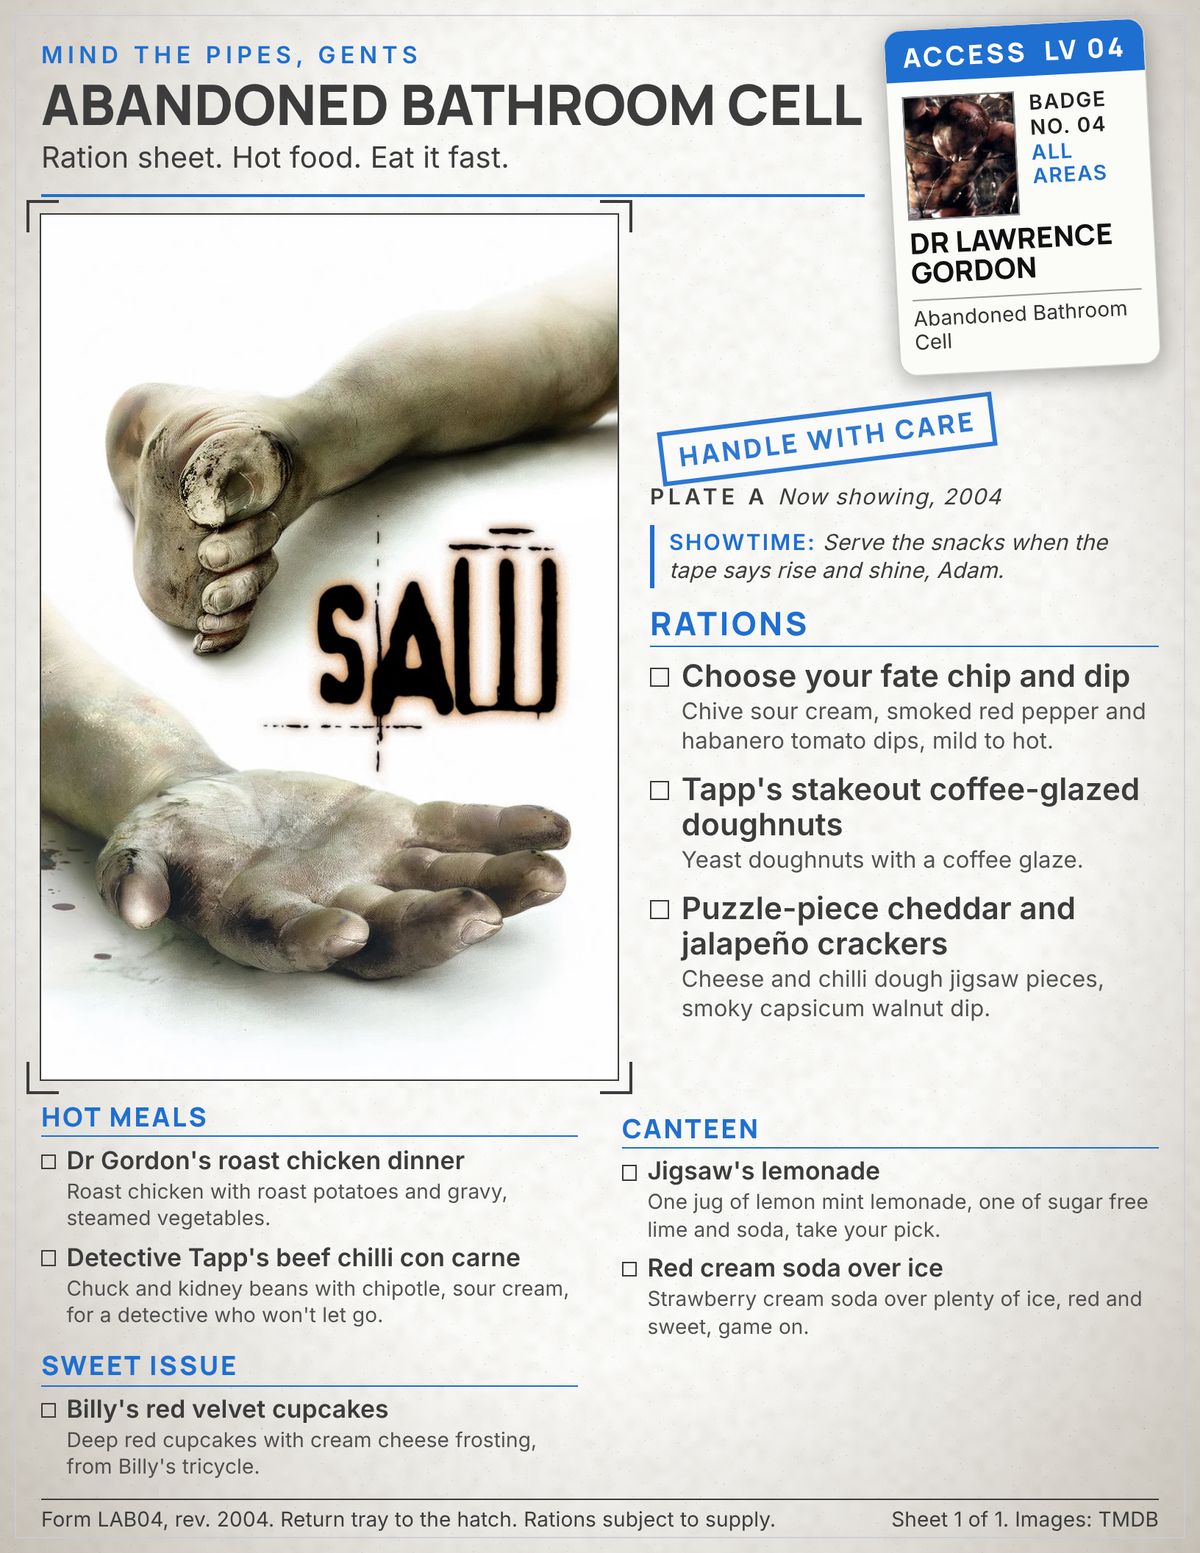 MIND THE PIPES, GENTS
ABANDONED BATHROOM CELL
Ration sheet. Hot food. Eat it fast.
ACCESS LV 04
BADGE
NO. 04
ALL
AREAS
DR LAWRENCE
GORDON
Abandoned Bathroom
Cell
SAW
HANDLE WITH CARE
PLATE A Now showing, 2004
SHOWTIME: Serve the snacks when the
tape says rise and shine, Adam.
RATIONS
Choose your fate chip and dip
Chive sour cream, smoked red pepper and
habanero tomato dips, mild to hot.
Tapp's stakeout coffee-glazed
doughnuts
Yeast doughnuts with a coffee glaze.
Puzzle-piece cheddar and
jalapeño crackers
Cheese and chilli dough jigsaw pieces,
smoky capsicum walnut dip.
HOT MEALS
Dr Gordon's roast chicken dinner
Roast chicken with roast potatoes and gravy,
steamed vegetables.
Detective Tapp's beef chilli con carne
Chuck and kidney beans with chipotle, sour cream,
for a detective who won't let go.
SWEET ISSUE
Billy's red velvet cupcakes
Deep red cupcakes with cream cheese frosting,
from Billy's tricycle.
CANTEEN
Jigsaw's lemonade
One jug of lemon mint lemonade, one of sugar free
lime and soda, take your pick.
Red cream soda over ice
Strawberry cream soda over plenty of ice, red and
sweet, game on.
Form LAB04, rev. 2004. Return tray to the hatch. Rations subject to supply.
Sheet 1 of 1. Images: TMDB